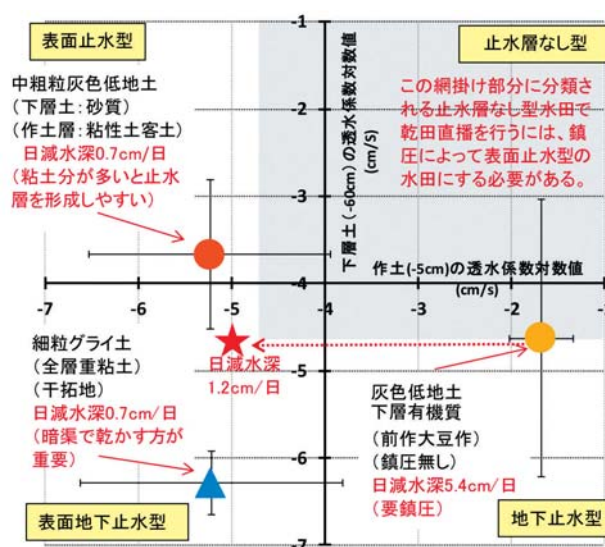 表面止水型
中粗粒灰色低地土
(下層土:砂質)
(作土層:粘性土客土)
日減水深0.7cm/日
(粘土分が多いと止水
層を形成しやすい)
-1
-2
-3
-4
-5
-6
-7
下層土(-60cm)の透水係数対数値
(cm/S)
止水層なし型
この網掛け部分に分類さ
れる止水層なし型水田で
乾田直播を行うには、鎮
圧によって表面止水型の
水田にする必要がある。
作土(-5cm)の透水係数対数値
(cm/s)
-7
-6
-5
-4
-3
-2
-1
細粒グライ土
(全層重粘土)
(干拓地)
日減水深0.7cm/日
(暗渠で乾かす方が
重要)
日減水深
1.2cm/日
灰色低地土
下層有機質
(前作大豆作)
(鎮圧無し)
日減水深5.4cm/日
(要鎮圧)
表面地下止水型
地下止水型